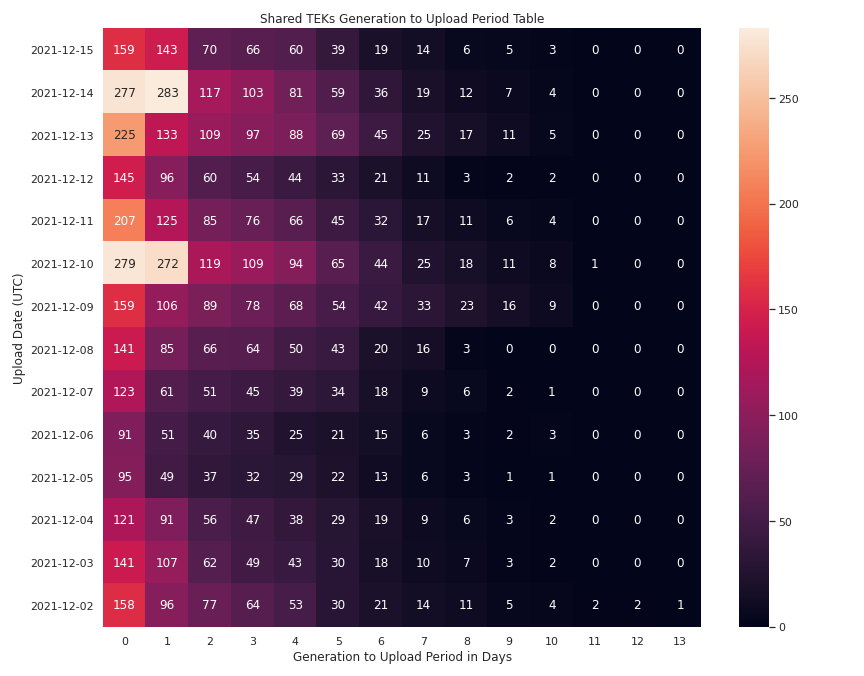 Shared TEKs Generation to Upload Period Table
2021-12-15 159 143 70 66 60 39 19 14 6 5 3 0 0 0
2021-12-14 277 283 117 103 81 59 36 19 12 7 4 0 0 0
2021-12-13 225 133 109 97 88 69 45 25 17 11 5 0 0 0
2021-12-12 145 96 60 54 44 33 21 11 3 2 2 0 0 0
2021-12-11 207 125 85 76 66 45 32 17 11 6 4 0 0 0
2021-12-10 279 272 119 109 94 65 44 25 18 11 8 1 0 0
2021-12-09 159 106 89 78 68 54 42 33 23 16 9 0 0 0
2021-12-08 141 85 66 64 50 43 20 16 3 0 0 0 0 0
2021-12-07 123 61 51 45 39 34 18 9 6 2 1 0 0 0
2021-12-06 91 51 40 35 25 21 15 6 3 2 3 0 0 0
2021-12-05 95 49 37 32 29 22 13 6 3 1 1 0 0 0
2021-12-04 121 91 56 47 38 29 19 9 6 3 2 0 0 0
2021-12-03 141 107 62 49 43 30 18 10 7 3 2 0 0 0
2021-12-02 158 96 77 64 53 30 21 14 11 5 4 2 2 1
0 1 2 3 4 5 6 7 8 9 10 11 12 13
Generation to Upload Period in Days
Upload Date (UTC)
250
200
150
100
50
0